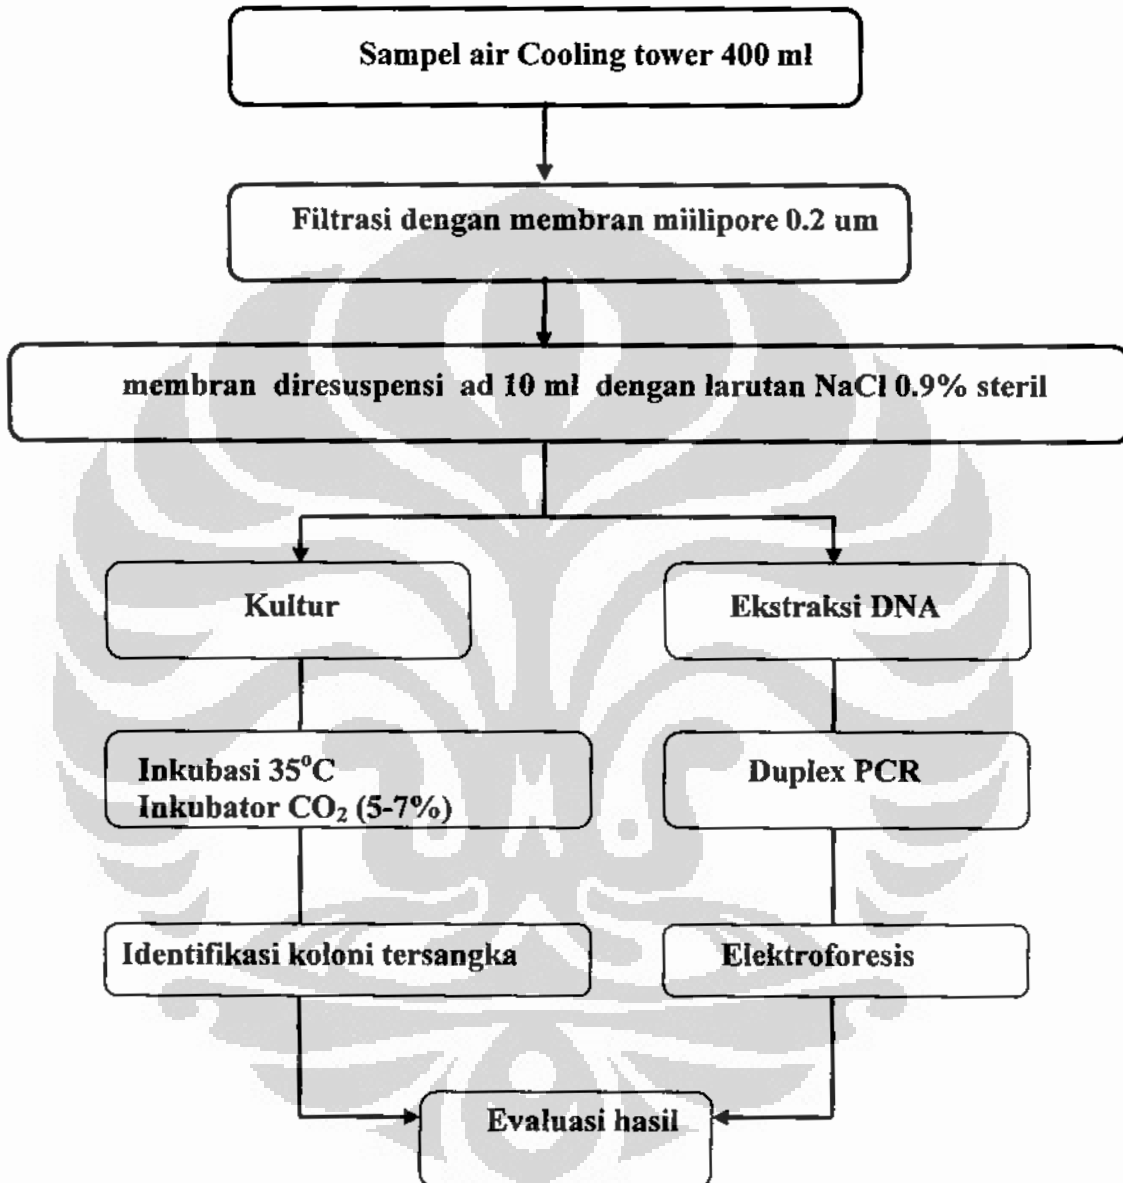 Sampel air Cooling tower 400 ml
Filtrasi dengan membran miilipore 0.2 um
membran diresuspensi ad 10 ml dengan larutan NaCl 0.9% steril
Kultur
Ekstraksi DNA
Inkubasi 35°C
Inkubator CO₂ (5-7%)
Duplex PCR
Identifikasi koloni tersangka
Elektroforesis
Evaluasi hasil